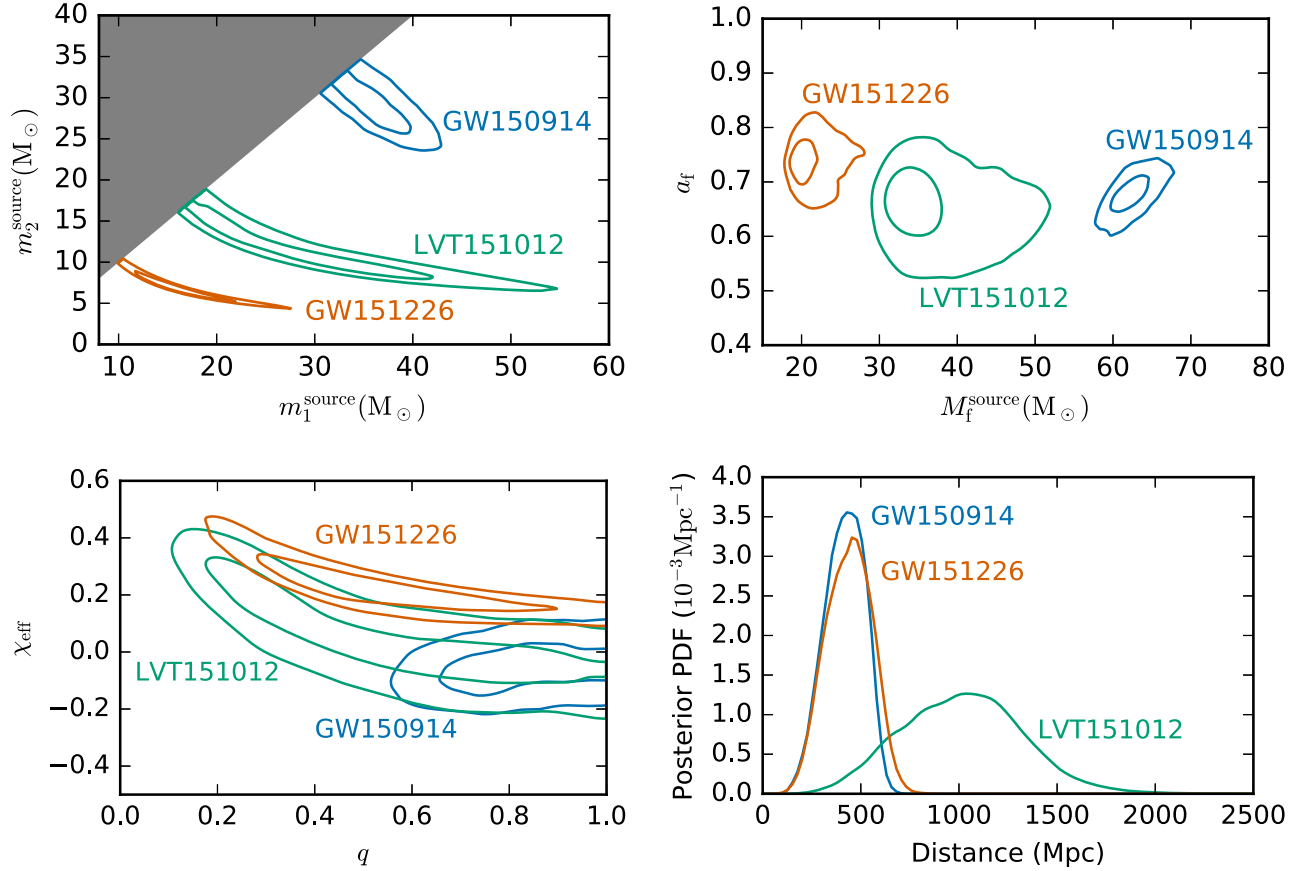 40
35
30
25
20
15
10
5
0
m₂^source (M⊙)
GW150914
LVT151012
GW151226
10 20 30 40 50 60
m₁^source (M⊙)
1.0
0.9
0.8
0.7
0.6
0.5
0.4
a_f
GW151226
GW150914
LVT151012
20 30 40 50 60 70 80
M_f^source (M⊙)
0.6
0.4
0.2
0.0
−0.2
−0.4
χ_eff
GW151226
LVT151012
GW150914
0.0 0.2 0.4 0.6 0.8 1.0
q
4.0
3.5
3.0
2.5
2.0
1.5
1.0
0.5
0.0
Posterior PDF (10⁻³Mpc⁻¹)
GW150914
GW151226
LVT151012
0 500 1000 1500 2000 2500
Distance (Mpc)